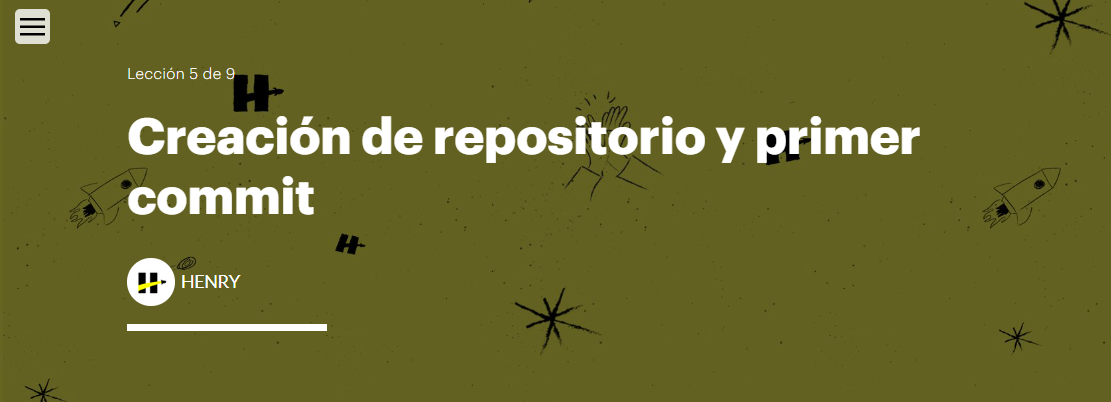 Lección 5 de 9
Creación de repositorio y primer
commit
HENRY